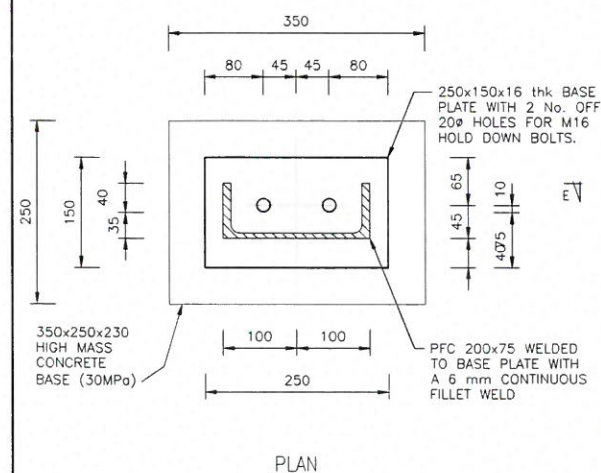 350
80 45 45 80
250x150x16 thk BASE
PLATE WITH 2 No. OFF
20ø HOLES FOR M16
HOLD DOWN BOLTS.
250
150
40
35
65
45
40
10
75
E
350x250x230
HIGH MASS
CONCRETE
BASE (30MPa)
100 100
250
PFC 200x75 WELDED
TO BASE PLATE WITH
A 6 mm CONTINUOUS
FILLET WELD
PLAN